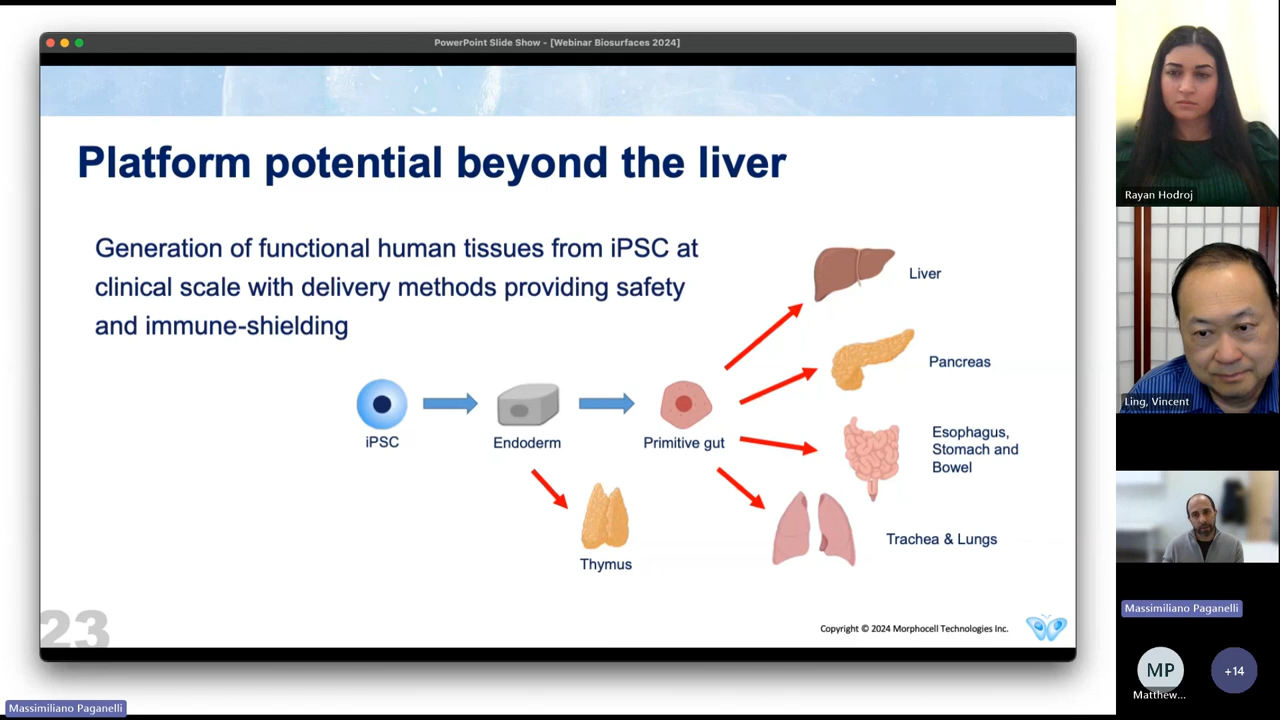 PowerPoint Slide Show - [Webinar Biosurfaces 2024]
Platform potential beyond the liver
Generation of functional human tissues from iPSC at
clinical scale with delivery methods providing safety
and immune-shielding
Liver
Pancreas
Esophagus,
Stomach and
Bowel
iPSC
Endoderm
Primitive gut
Trachea & Lungs
Thymus
23
Copyright © 2024 Morphocell Technologies Inc.
Massimiliano Paganelli
Rayan Hodroj
Ling, Vincent
Massimiliano Paganelli
MP
Matthew...
+14